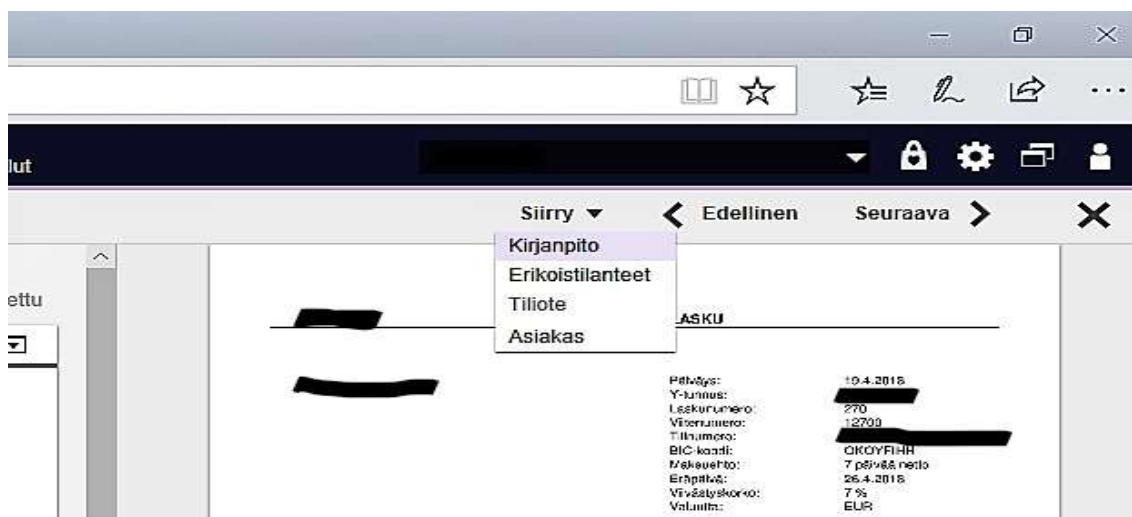 lut
Siirry Edellinen Seuraava
Kirjanpito
Erikoistilanteet
Tiliote
Asiakas
ettu
LASKU
Päiväys: 19.4.2018
Y-tunnus:
Laskunumero: 270
Viitenumero: 12700
Tilinumero:
BIC-koodi: OKOYFIHH
Maksuehto: 7 päivää netto
Eräpäivä: 26.4.2018
Viivästyskorko: 7 %
Valuutta: EUR